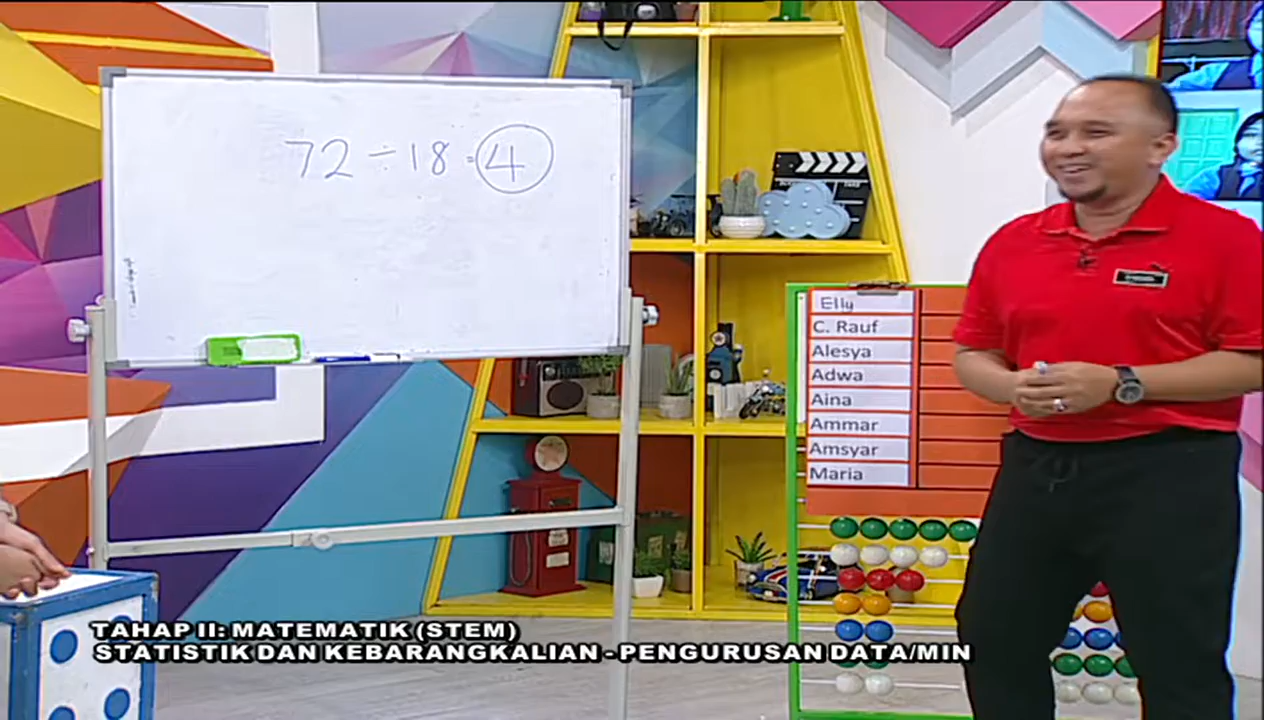 72 ÷ 18 = 4
Elly
C. Rauf
Alesya
Adwa
Aina
Ammar
Amsyar
Maria
TAHAP II: MATEMATIK (STEM)
STATISTIK DAN KEBARANGKALIAN - PENGURUSAN DATA/MIN